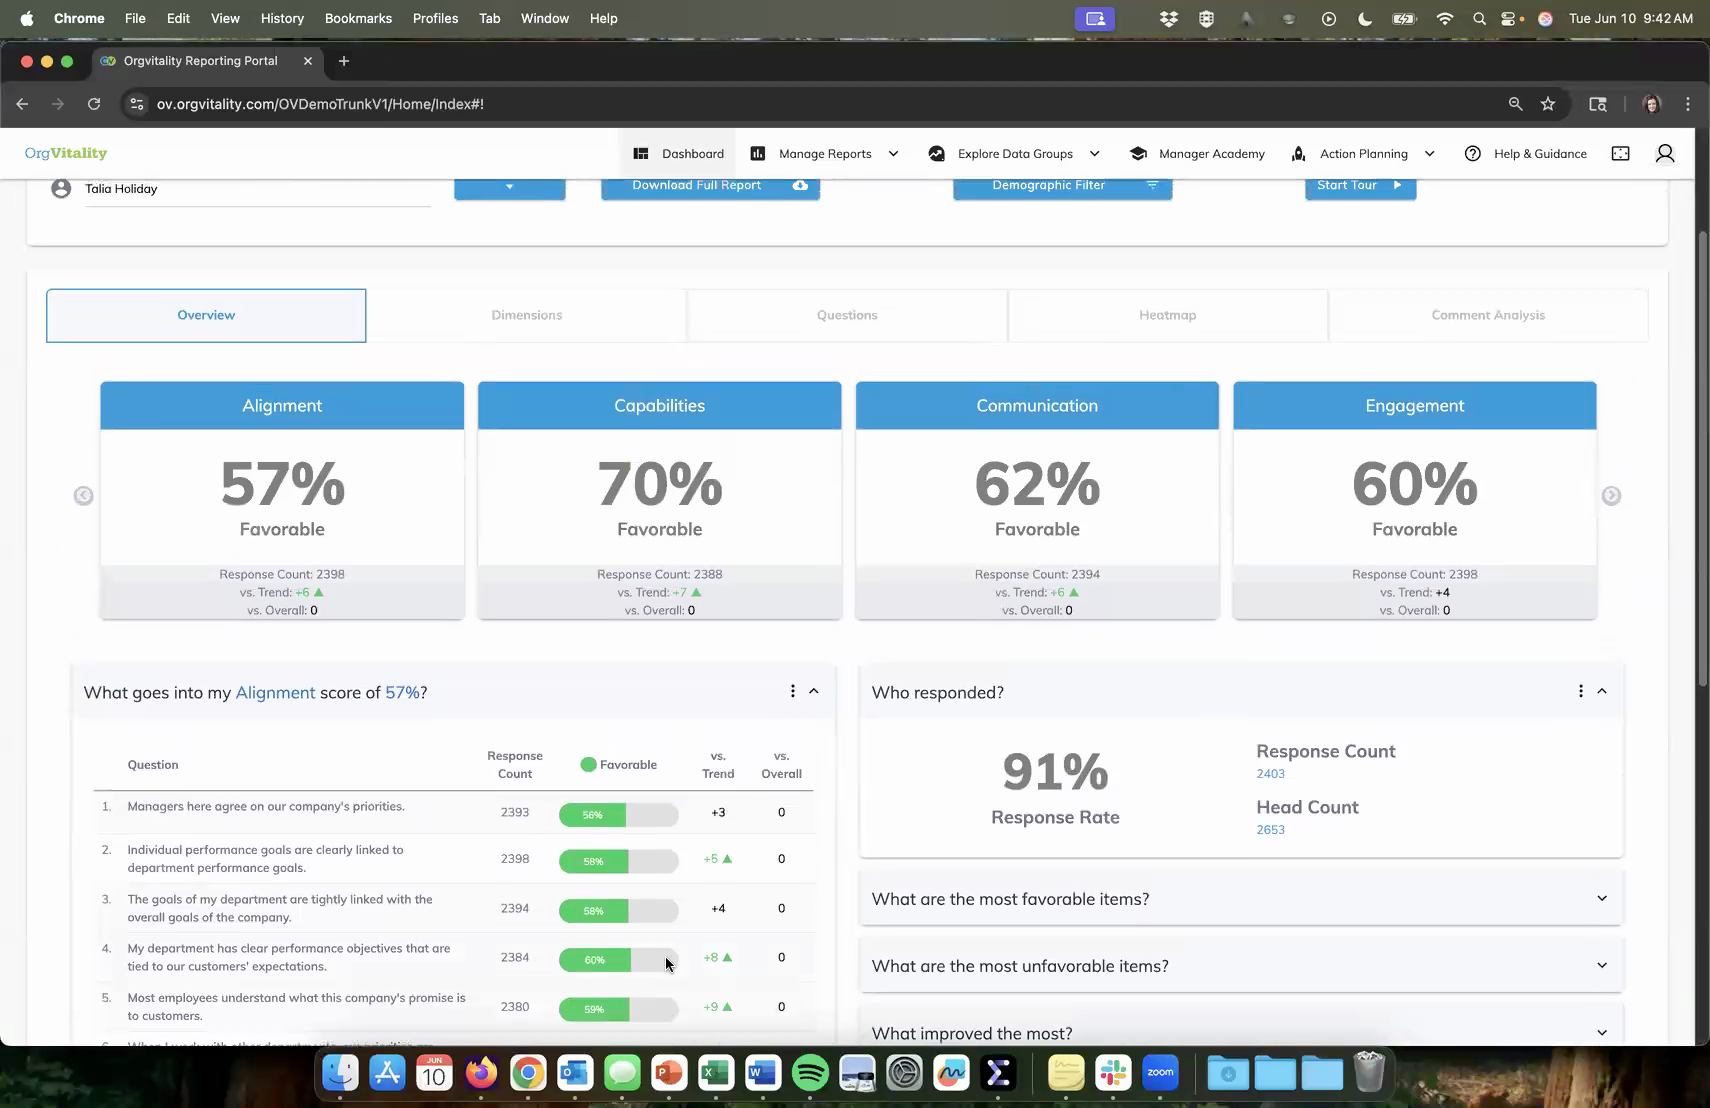 Chrome File Edit View History Bookmarks Profiles Tab Window Help Tue Jun 10 9:42 AM
Orgvitality Reporting Portal
ov.orgvitality.com/OVDemoTrunkV1/Home/Index#!
OrgVitality Dashboard Manage Reports Explore Data Groups Manager Academy Action Planning Help & Guidance
Talia Holiday Download Full Report Demographic Filter Start Tour
Overview Dimensions Questions Heatmap Comment Analysis
Alignment Capabilities Communication Engagement
57% 70% 62% 60%
Favorable Favorable Favorable Favorable
Response Count: 2398 Response Count: 2388 Response Count: 2394 Response Count: 2398
vs. Trend: +6 ▲ vs. Trend: +7 ▲ vs. Trend: +6 ▲ vs. Trend: +4
vs. Overall: 0 vs. Overall: 0 vs. Overall: 0 vs. Overall: 0
What goes into my Alignment score of 57%?
Question Response Count Favorable vs. Trend vs. Overall
1. Managers here agree on our company's priorities. 2393 56% +3 0
2. Individual performance goals are clearly linked to
department performance goals. 2398 58% +5 ▲ 0
3. The goals of my department are tightly linked with the
overall goals of the company. 2394 58% +4 0
4. My department has clear performance objectives that are
tied to our customers' expectations. 2384 60% +8 ▲ 0
5. Most employees understand what this company's promise is
to customers. 2380 59% +9 ▲ 0
Who responded?
91%
Response Rate
Response Count
2403
Head Count
2653
What are the most favorable items?
What are the most unfavorable items?
What improved the most?
JUN
10
zoom